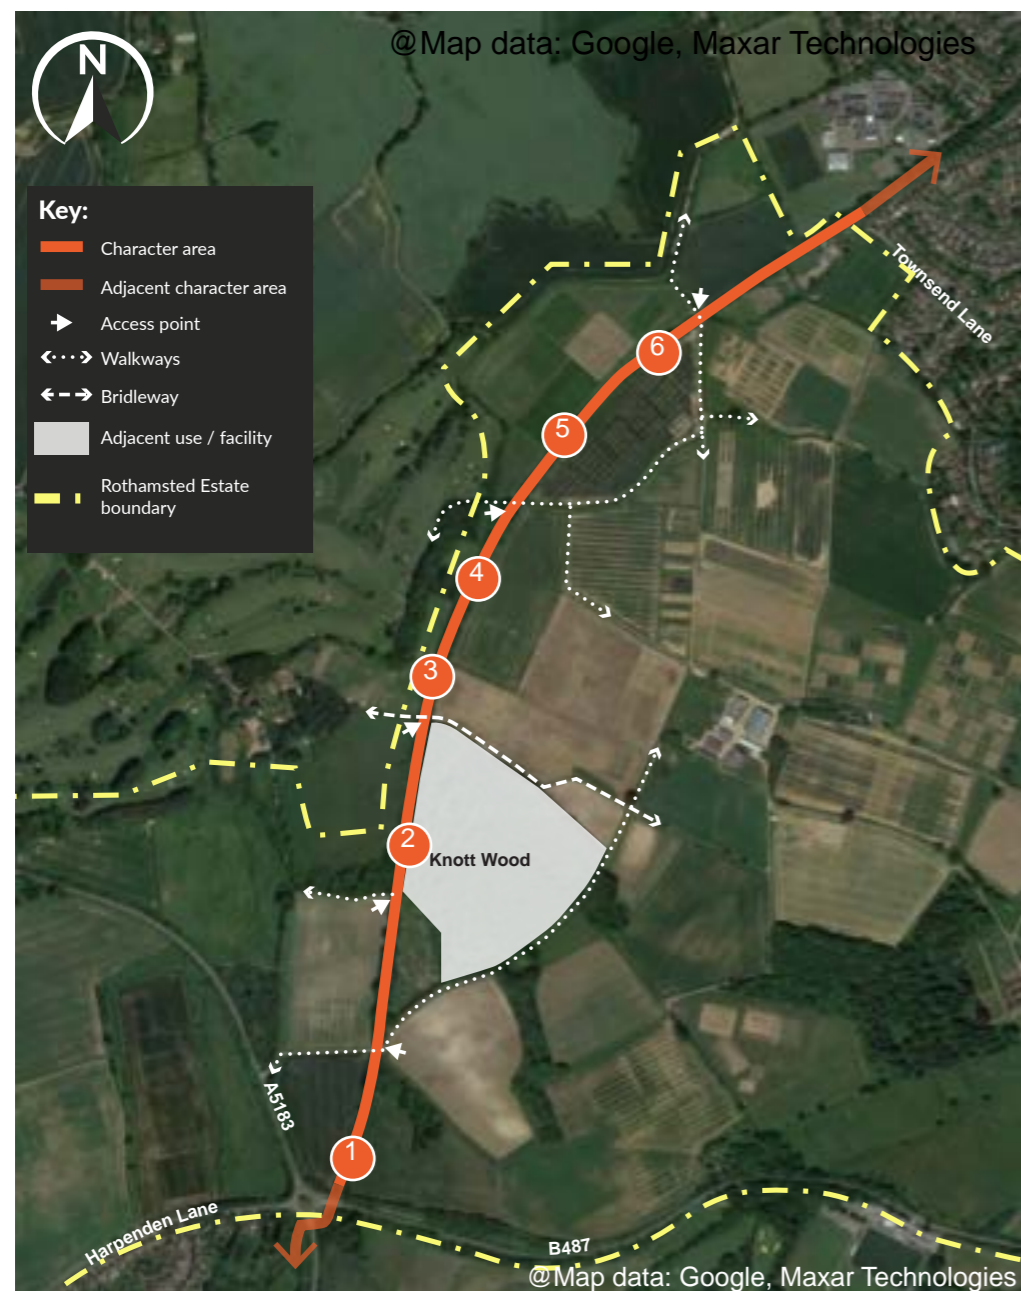 @Map data: Google, Maxar Technologies
N
Key:
Character area
Adjacent character area
Access point
Walkways
Bridleway
Adjacent use / facility
Rothamsted Estate
boundary
Townsend Lane
6
5
4
3
2
Knott Wood
A5183
1
Harpenden Lane
B487
@Map data: Google, Maxar Technologies